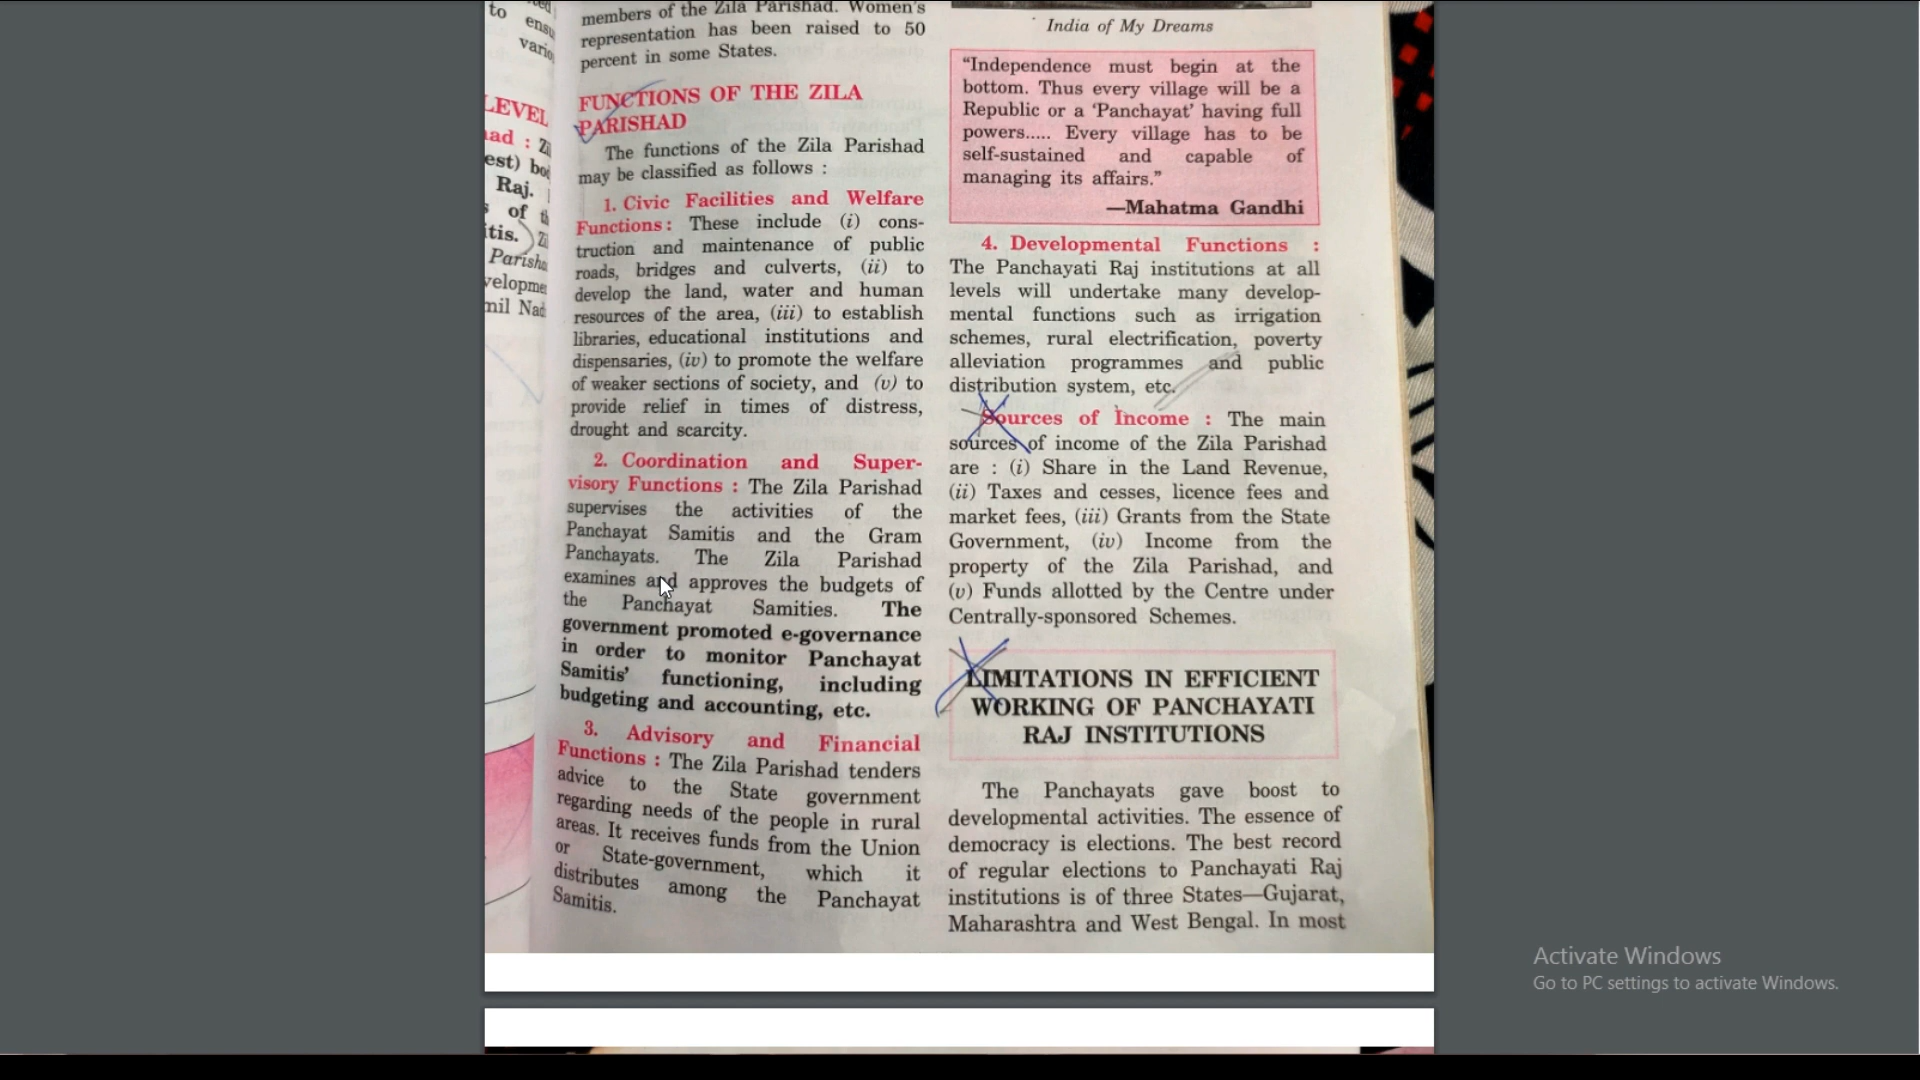 to
ensu
vario
LEVEL
ad : Zi
est) bo
Raj.
of th
itis. Zi
Parisha
velopme
mil Nad
members of the Zila Parishad. Women's
representation has been raised to 50
percent in some States.
FUNCTIONS OF THE ZILA
PARISHAD
The functions of the Zila Parishad
may be classified as follows :
1. Civic Facilities and Welfare
Functions : These include (i) cons-
truction and maintenance of public
roads, bridges and culverts, (ii) to
develop the land, water and human
resources of the area, (iii) to establish
libraries, educational institutions and
dispensaries, (iv) to promote the welfare
of weaker sections of society, and (v) to
provide relief in times of distress,
drought and scarcity.
2. Coordination and Super-
visory Functions : The Zila Parishad
supervises the activities of the
Panchayat Samitis and the Gram
Panchayats. The Zila Parishad
examines and approves the budgets of
the Panchayat Samities. The
government promoted e-governance
in order to monitor Panchayat
Samitis' functioning, including
budgeting and accounting, etc.
3. Advisory and Financial
Functions : The Zila Parishad tenders
advice to the State government
regarding needs of the people in rural
areas. It receives funds from the Union
or State-government, which it
distributes among the Panchayat
Samitis.
India of My Dreams
“Independence must begin at the
bottom. Thus every village will be a
Republic or a ‘Panchayat’ having full
powers..... Every village has to be
self-sustained and capable of
managing its affairs.”
—Mahatma Gandhi
4. Developmental Functions :
The Panchayati Raj institutions at all
levels will undertake many develop-
mental functions such as irrigation
schemes, rural electrification, poverty
alleviation programmes and public
distribution system, etc.
Sources of Income : The main
sources of income of the Zila Parishad
are : (i) Share in the Land Revenue,
(ii) Taxes and cesses, licence fees and
market fees, (iii) Grants from the State
Government, (iv) Income from the
property of the Zila Parishad, and
(v) Funds allotted by the Centre under
Centrally-sponsored Schemes.
LIMITATIONS IN EFFICIENT
WORKING OF PANCHAYATI
RAJ INSTITUTIONS
The Panchayats gave boost to
developmental activities. The essence of
democracy is elections. The best record
of regular elections to Panchayati Raj
institutions is of three States—Gujarat,
Maharashtra and West Bengal. In most
Activate Windows
Go to PC settings to activate Windows.